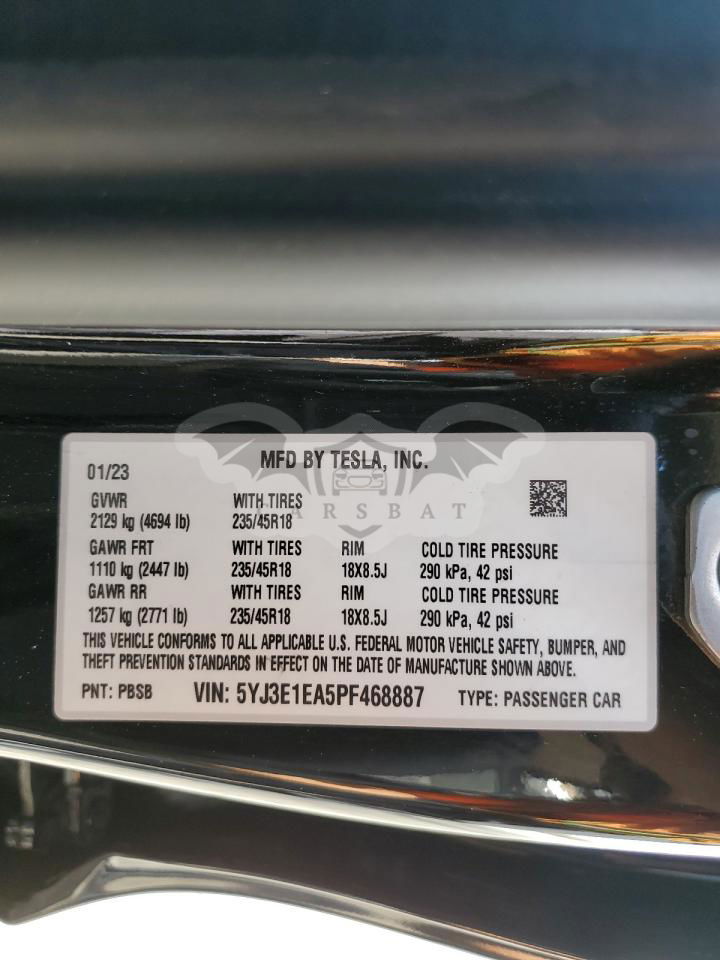 MFD BY TESLA, INC.
01/23
GVWR WITH TIRES
2129 kg (4694 lb) 235/45R18
CARSBAT
GAWR FRT WITH TIRES RIM COLD TIRE PRESSURE
1110 kg (2447 lb) 235/45R18 18X8.5J 290 kPa, 42 psi
GAWR RR WITH TIRES RIM COLD TIRE PRESSURE
1257 kg (2771 lb) 235/45R18 18X8.5J 290 kPa, 42 psi
THIS VEHICLE CONFORMS TO ALL APPLICABLE U.S. FEDERAL MOTOR VEHICLE SAFETY, BUMPER, AND
THEFT PREVENTION STANDARDS IN EFFECT ON THE DATE OF MANUFACTURE SHOWN ABOVE.
PNT: PBSB VIN: 5YJ3E1EA5PF468887 TYPE: PASSENGER CAR